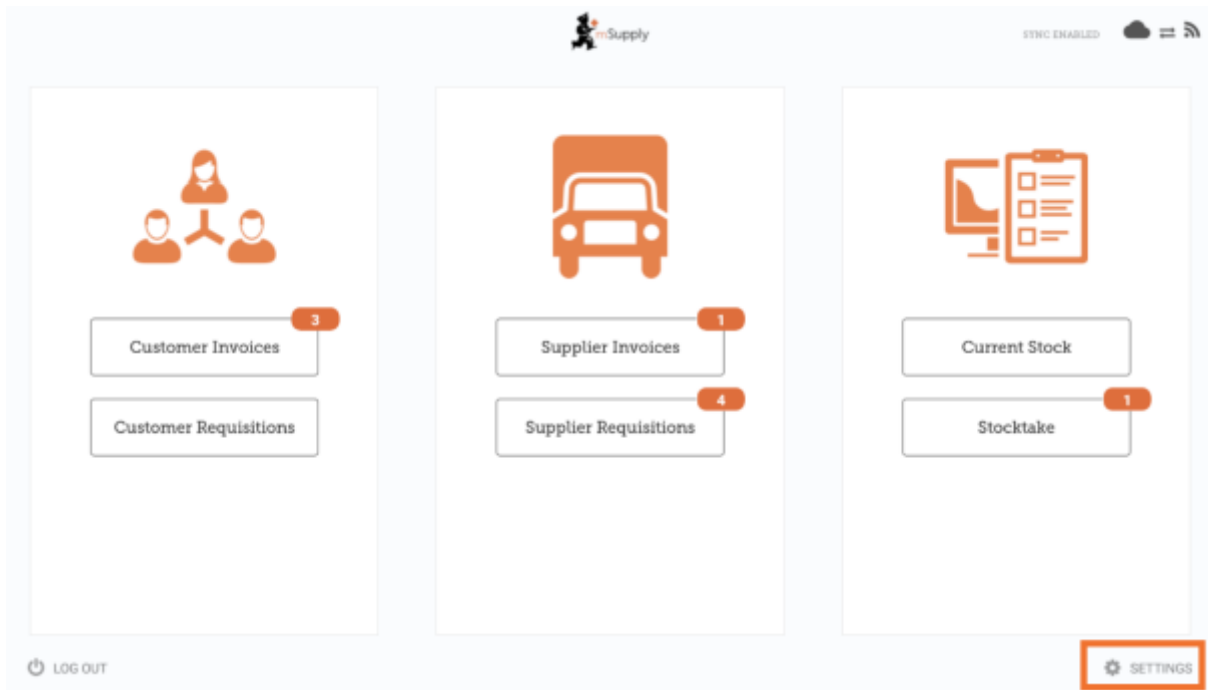 mSupply
SYNC ENABLED
3
Customer Invoices
Customer Requisitions
1
Supplier Invoices
4
Supplier Requisitions
Current Stock
1
Stocktake
LOG OUT
SETTINGS